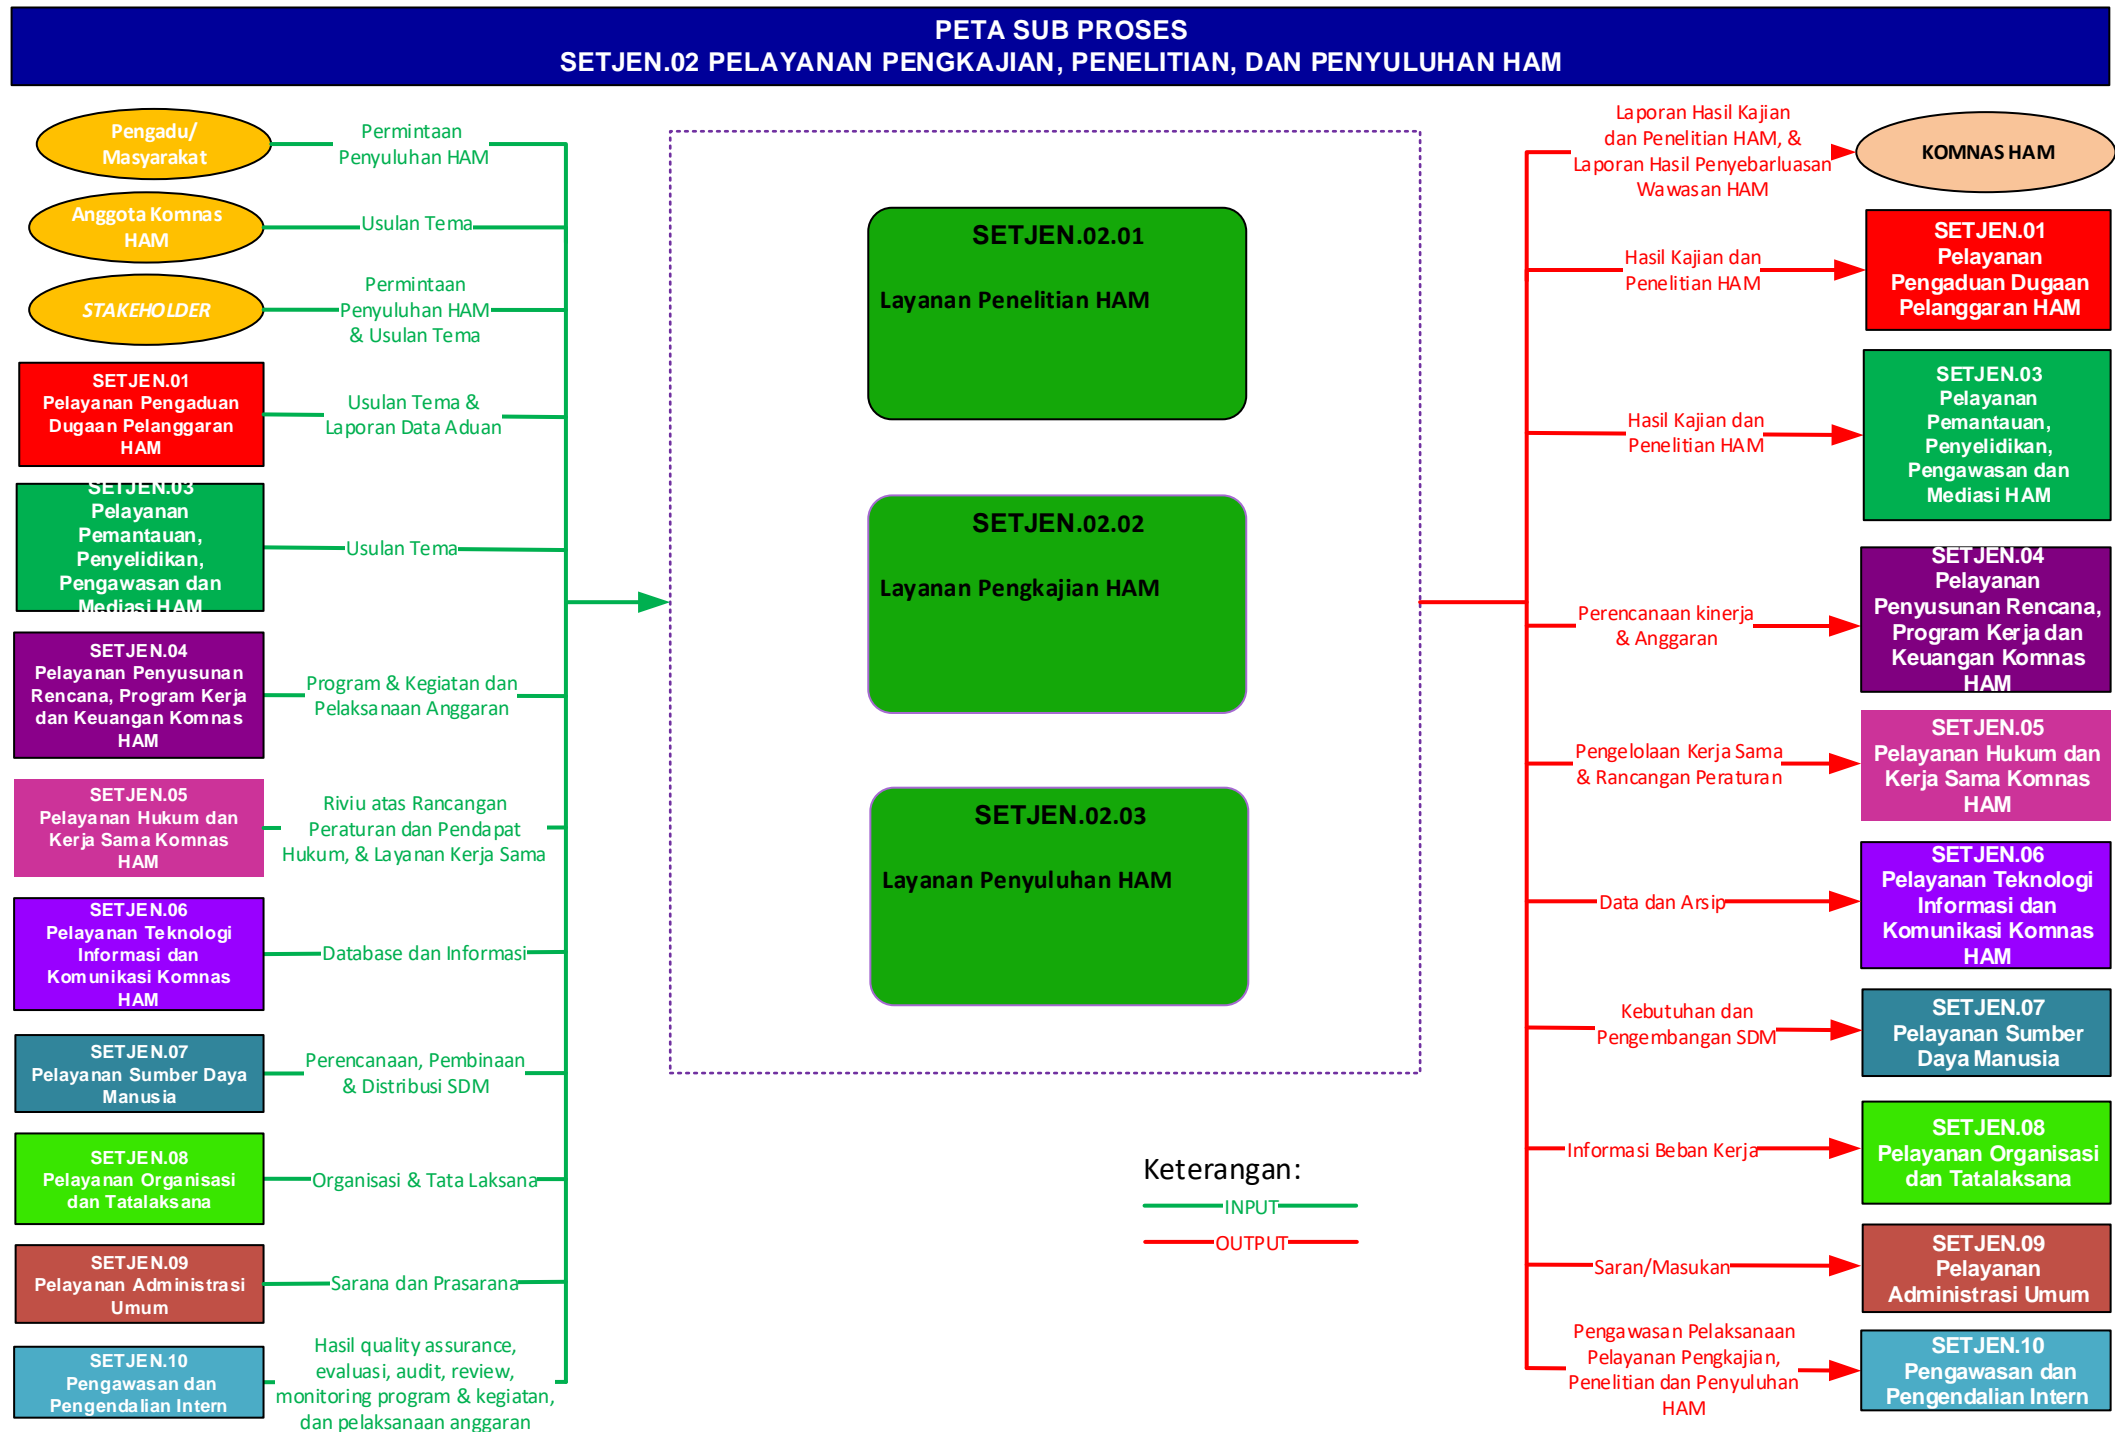 PETA SUB PROSES
SETJEN.02 PELAYANAN PENGKAJIAN, PENELITIAN, DAN PENYULUHAN HAM
Pengadu/
Masyarakat
Permintaan
Penyuluhan HAM
Anggota Komnas
HAM
Usulan Tema
STAKEHOLDER
Permintaan
Penyuluhan HAM
& Usulan Tema
SETJEN.01
Pelayanan Pengaduan
Dugaan Pelanggaran
HAM
Usulan Tema &
Laporan Data Aduan
SETJEN.03
Pelayanan
Pemantauan,
Penyelidikan,
Pengawasan dan
Mediasi HAM
Usulan Tema
SETJEN.04
Pelayanan Penyusunan
Rencana, Program Kerja
dan Keuangan Komnas
HAM
Program & Kegiatan dan
Pelaksanaan Anggaran
SETJEN.05
Pelayanan Hukum dan
Kerja Sama Komnas
HAM
Riviu atas Rancangan
Peraturan dan Pendapat
Hukum, & Layanan Kerja Sama
SETJEN.06
Pelayanan Teknologi
Informasi dan
Komunikasi Komnas
HAM
Database dan Informasi
SETJEN.07
Pelayanan Sumber Daya
Manusia
Perencanaan, Pembinaan
& Distribusi SDM
SETJEN.08
Pelayanan Organisasi
dan Tatalaksana
Organisasi & Tata Laksana
SETJEN.09
Pelayanan Administrasi
Umum
Sarana dan Prasarana
SETJEN.10
Pengawasan dan
Pengendalian Intern
Hasil quality assurance,
evaluasi, audit, review,
monitoring program & kegiatan,
dan pelaksanaan anggaran
SETJEN.02.01
Layanan Penelitian HAM
SETJEN.02.02
Layanan Pengkajian HAM
SETJEN.02.03
Layanan Penyuluhan HAM
Keterangan:
INPUT
OUTPUT
Laporan Hasil Kajian
dan Penelitian HAM, &
Laporan Hasil Penyebarluasan
Wawasan HAM
KOMNAS HAM
Hasil Kajian dan
Penelitian HAM
SETJEN.01
Pelayanan
Pengaduan Dugaan
Pelanggaran HAM
Hasil Kajian dan
Penelitian HAM
SETJEN.03
Pelayanan
Pemantauan,
Penyelidikan,
Pengawasan dan
Mediasi HAM
Perencanaan kinerja
& Anggaran
SETJEN.04
Pelayanan
Penyusunan Rencana,
Program Kerja dan
Keuangan Komnas
HAM
Pengelolaan Kerja Sama
& Rancangan Peraturan
SETJEN.05
Pelayanan Hukum dan
Kerja Sama Komnas
HAM
Data dan Arsip
SETJEN.06
Pelayanan Teknologi
Informasi dan
Komunikasi Komnas
HAM
Kebutuhan dan
Pengembangan SDM
SETJEN.07
Pelayanan Sumber
Daya Manusia
Informasi Beban Kerja
SETJEN.08
Pelayanan Organisasi
dan Tatalaksana
Saran/Masukan
SETJEN.09
Pelayanan
Administrasi Umum
Pengawasan Pelaksanaan
Pelayanan Pengkajian,
Penelitian dan Penyuluhan
HAM
SETJEN.10
Pengawasan dan
Pengendalian Intern